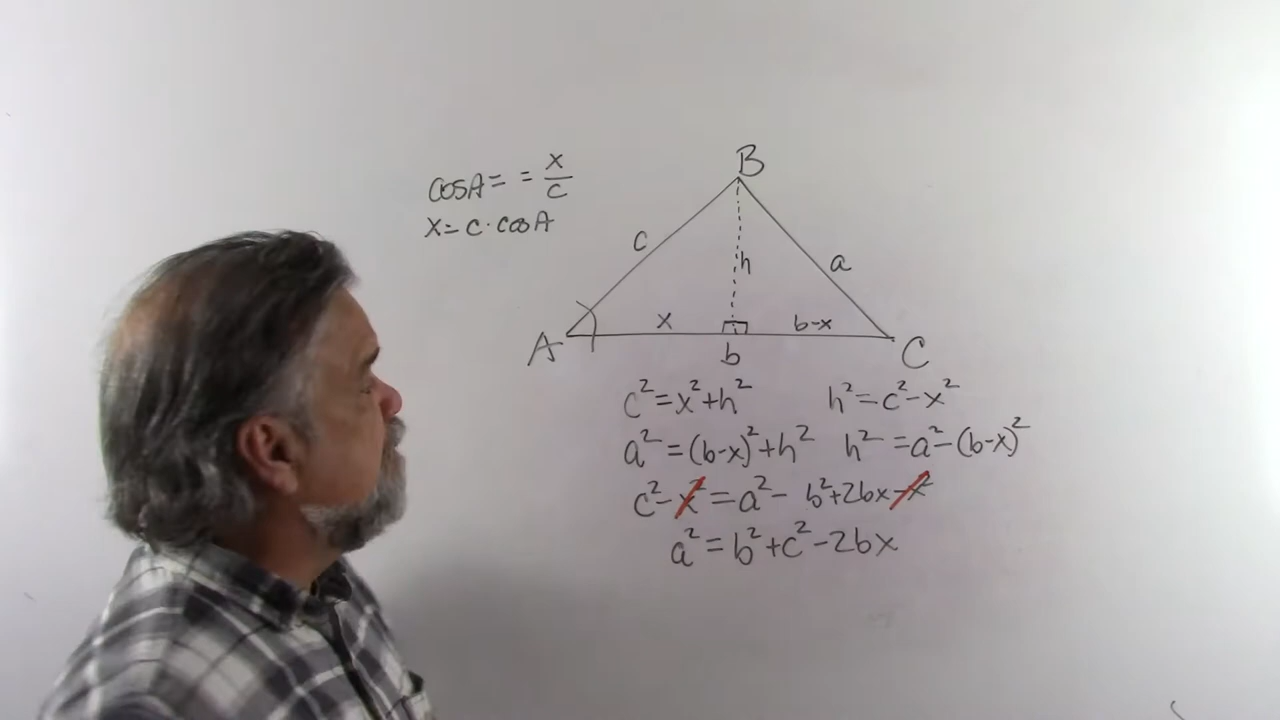 B
cosA= = x/c
x=c·cosA
c
h
a
x
b-x
A
b
C
c²=x²+h² h²=c²-x²
a²=(b-x)²+h² h²=a²-(b-x)²
c²-x²=a²- b²+2bx-x²
a²=b²+c²-2bx